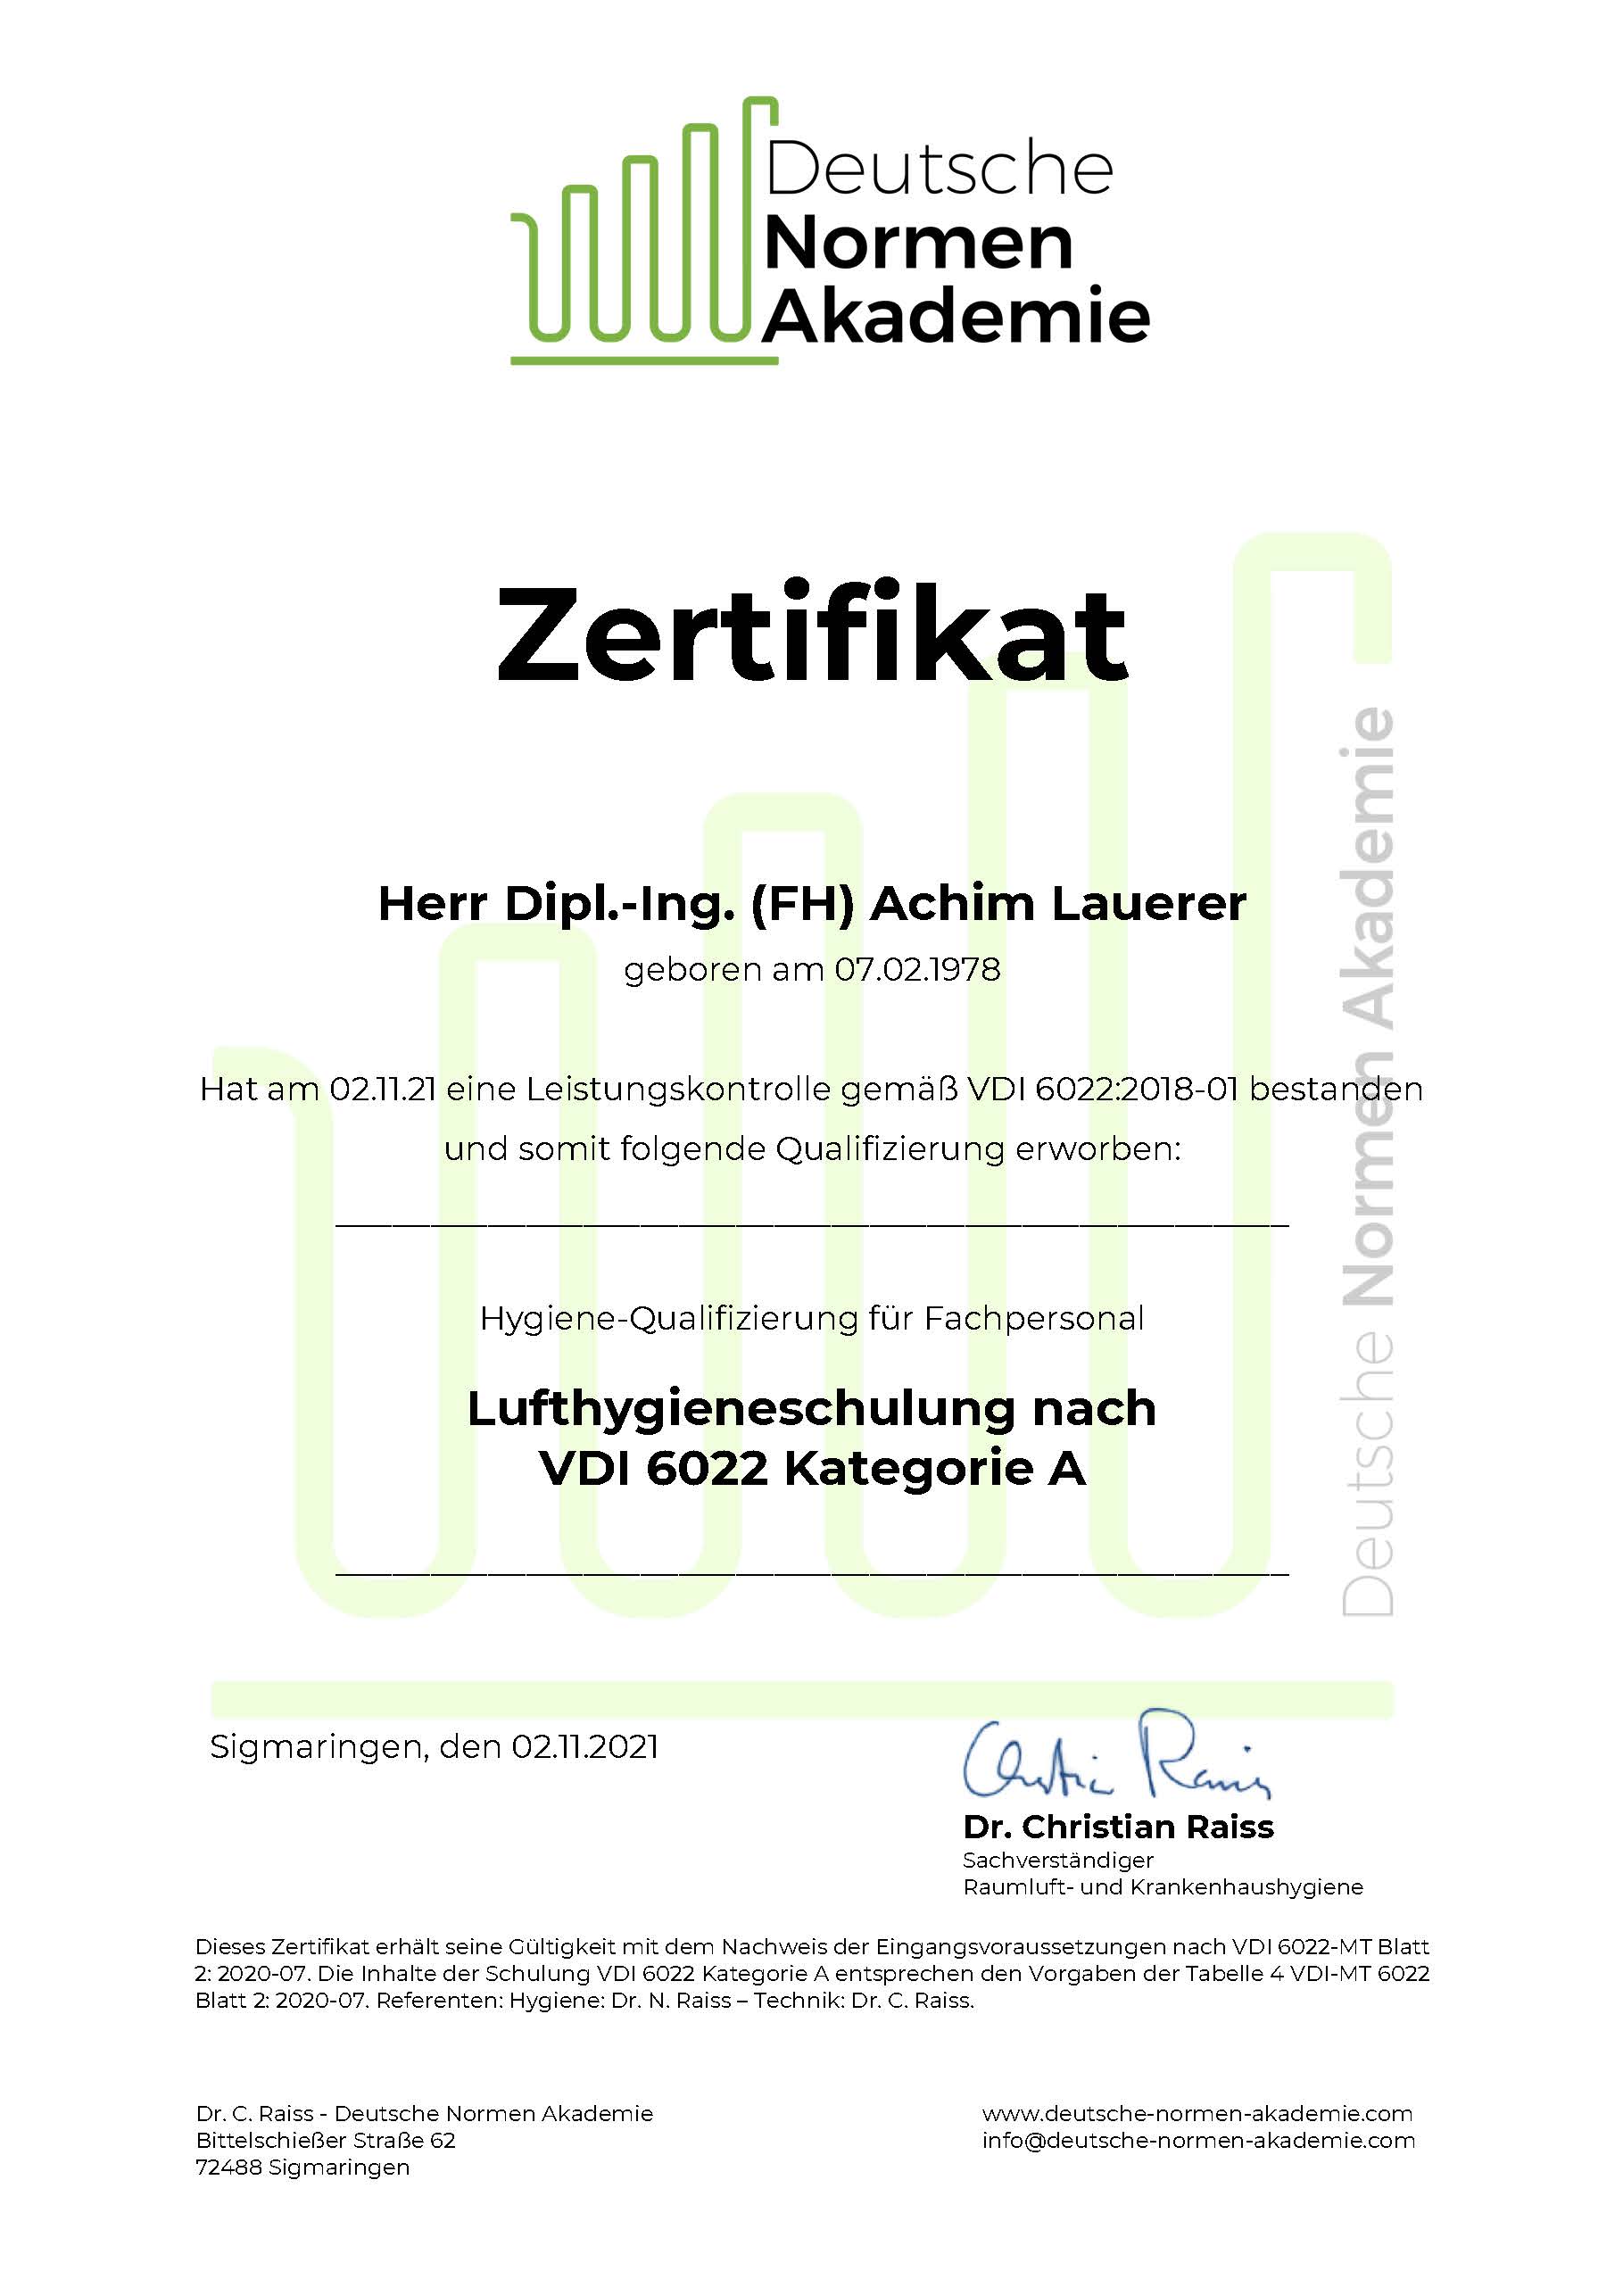 Deutsche
Normen
Akademie
Zertifikat
Herr Dipl.-Ing. (FH) Achim Lauerer
geboren am 07.02.1978
Hat am 02.11.21 eine Leistungskontrolle gemäß VDI 6022:2018-01 bestanden
und somit folgende Qualifizierung erworben:
Hygiene-Qualifizierung für Fachpersonal
Lufthygieneschulung nach
VDI 6022 Kategorie A
Deutsche Normen Akademie
Sigmaringen, den 02.11.2021
Christian Raiss
Dr. Christian Raiss
Sachverständiger
Raumluft- und Krankenhaushygiene
Dieses Zertifikat erhält seine Gültigkeit mit dem Nachweis der Eingangsvoraussetzungen nach VDI 6022-MT Blatt
2: 2020-07. Die Inhalte der Schulung VDI 6022 Kategorie A entsprechen den Vorgaben der Tabelle 4 VDI-MT 6022
Blatt 2: 2020-07. Referenten: Hygiene: Dr. N. Raiss – Technik: Dr. C. Raiss.
Dr. C. Raiss - Deutsche Normen Akademie
Bittelschießer Straße 62
72488 Sigmaringen
www.deutsche-normen-akademie.com
info@deutsche-normen-akademie.com